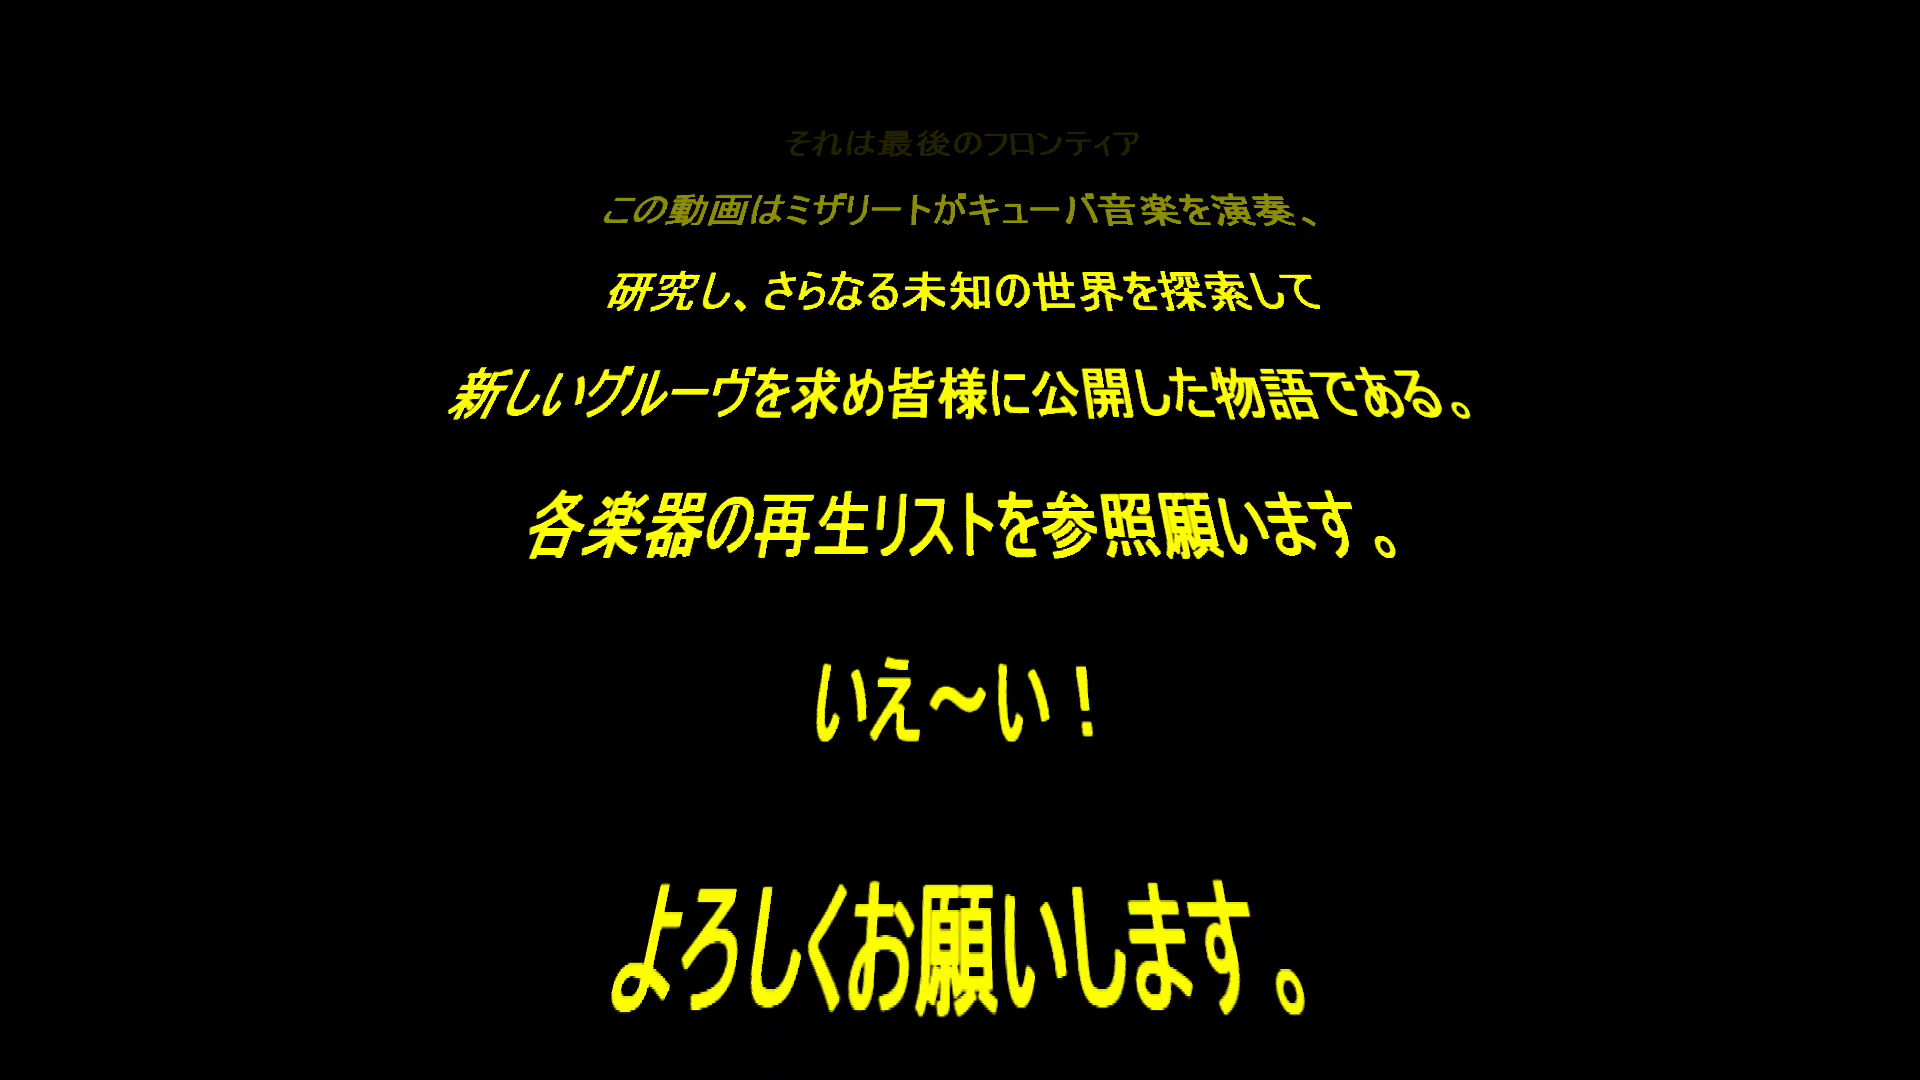 それは最後のフロンティア
この動画はミザリートがキューバ音楽を演奏、
研究し、さらなる未知の世界を探索して
新しいグルーヴを求め皆様に公開した物語である。
各楽器の再生リストを参照願います。
いえ～い！
よろしくお願いします。